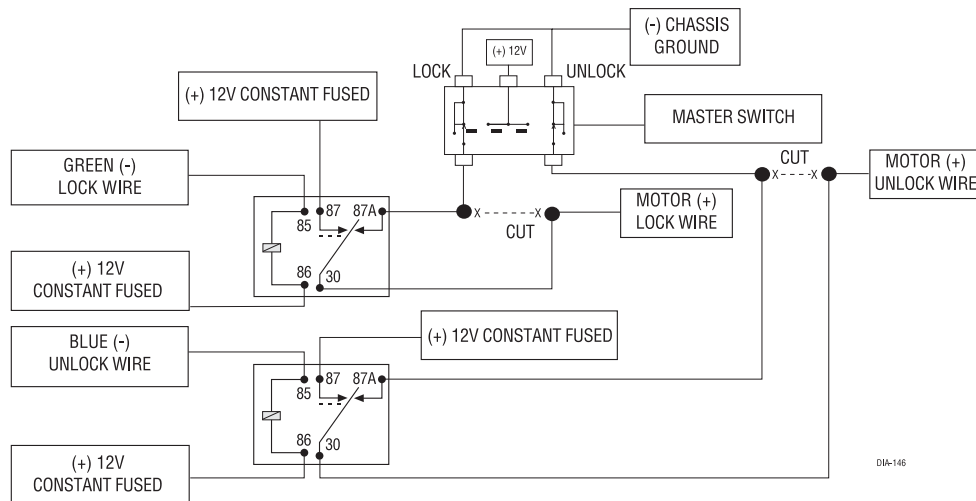 (-) CHASSIS
GROUND
(+) 12V
LOCK
UNLOCK
(+) 12V CONSTANT FUSED
MASTER SWITCH
GREEN (-)
LOCK WIRE
CUT
X
X
MOTOR (+)
UNLOCK WIRE
87
87A
85
X
X
CUT
MOTOR (+)
LOCK WIRE
86
30
(+) 12V
CONSTANT FUSED
BLUE (-)
UNLOCK WIRE
(+) 12V CONSTANT FUSED
87
87A
85
86
30
(+) 12V
CONSTANT FUSED
DIA-146